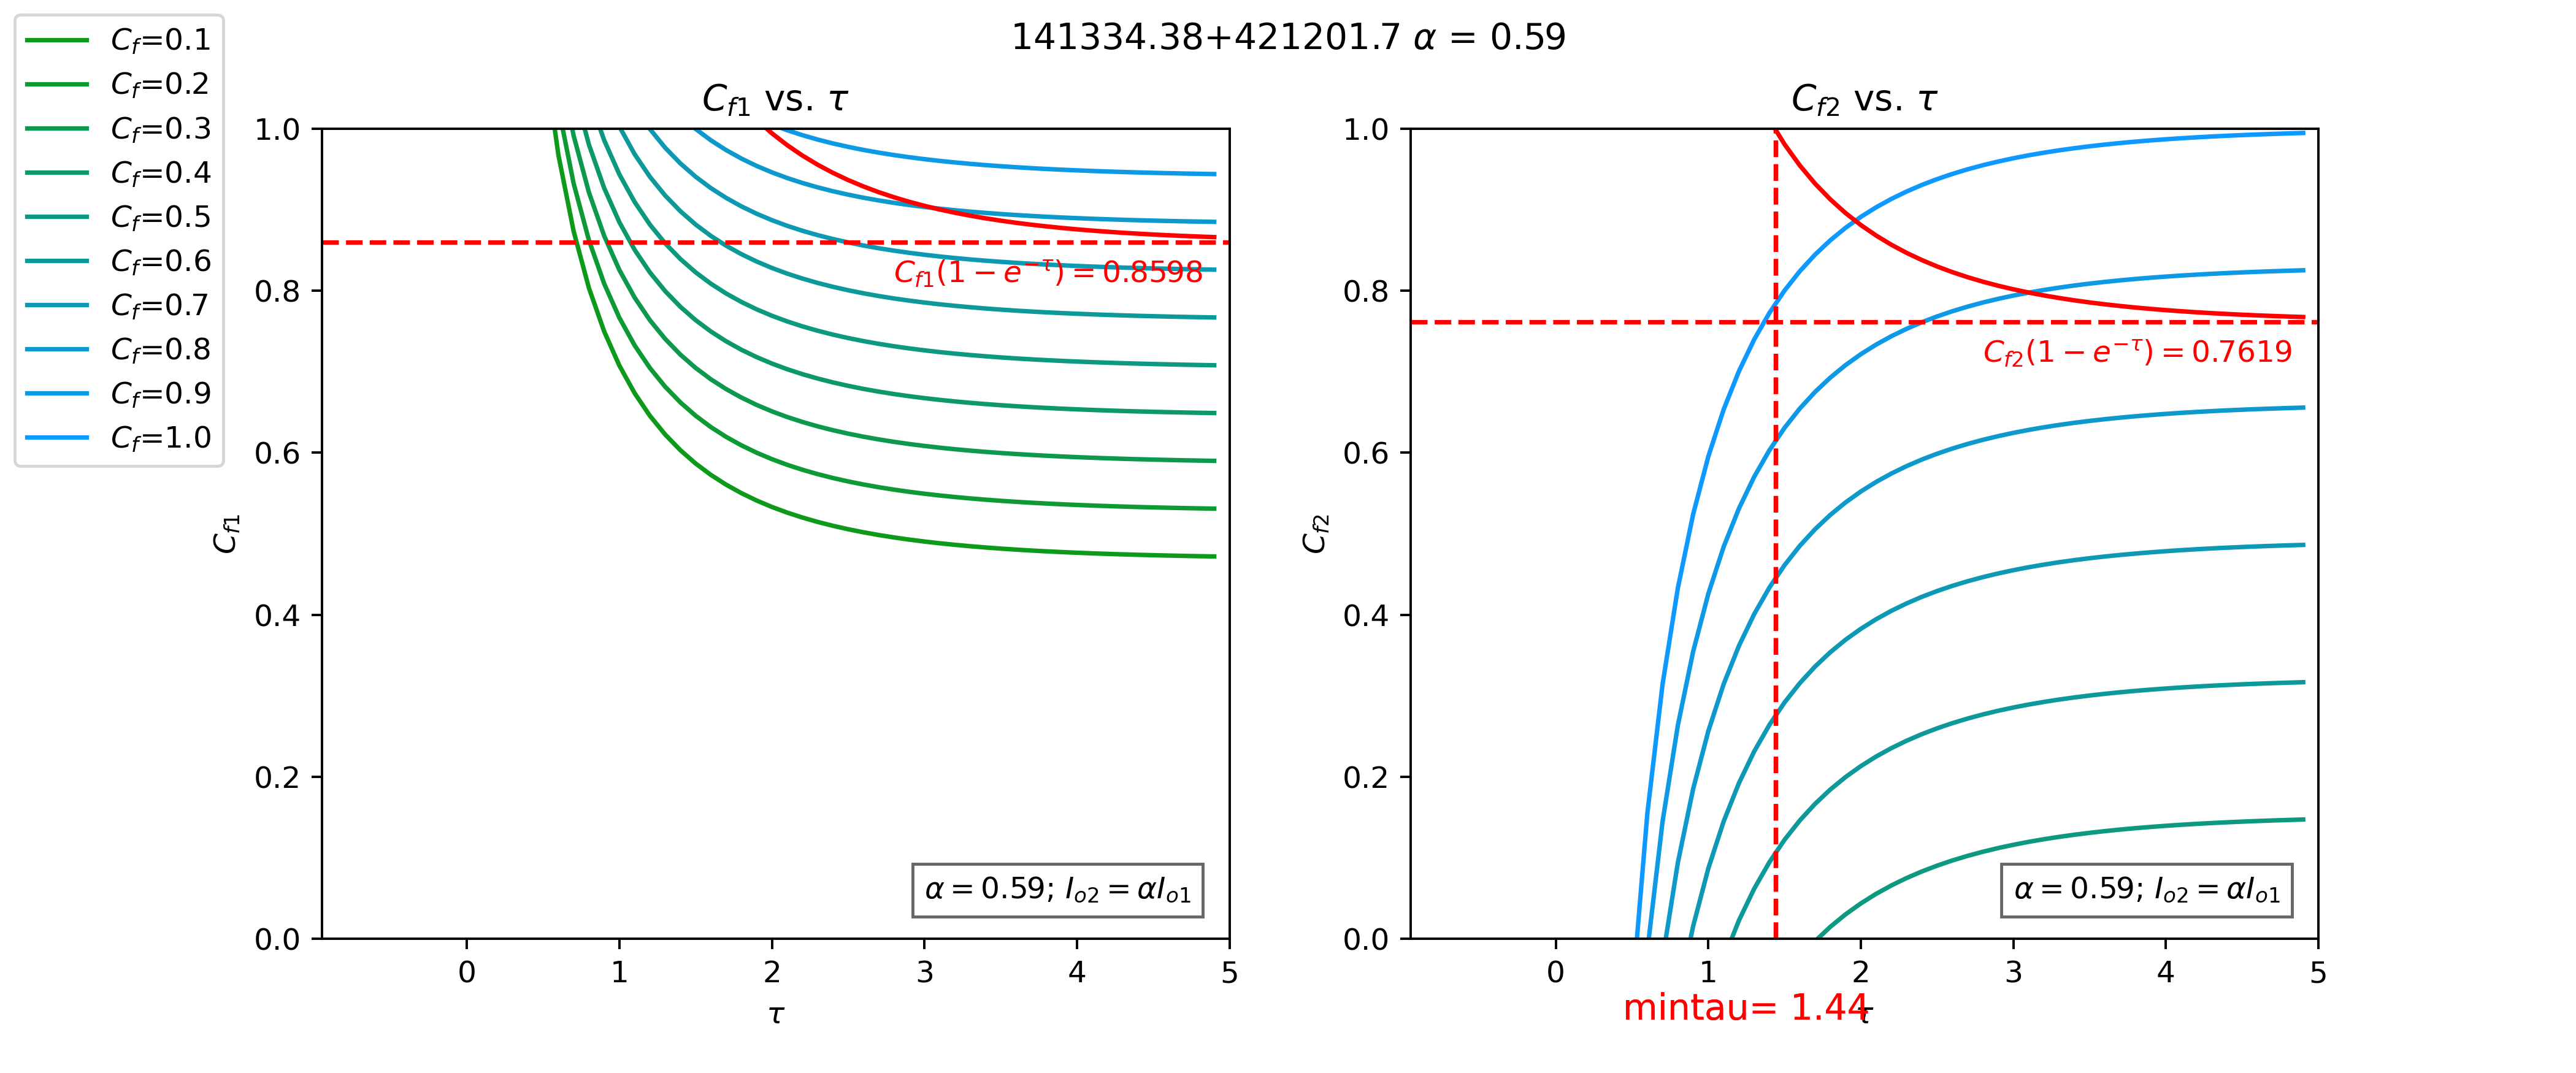 141334.38+421201.7 α = 0.59
C_f=0.1
C_f=0.2
C_f=0.3
C_f=0.4
C_f=0.5
C_f=0.6
C_f=0.7
C_f=0.8
C_f=0.9
C_f=1.0
C_f1 vs. τ
1.0
0.8
0.6
0.4
0.2
0.0
C_f1
C_f1(1 − e^−τ) = 0.8598
α = 0.59; I_o2 = αI_o1
0 1 2 3 4 5
τ
C_f2 vs. τ
1.0
0.8
0.6
0.4
0.2
0.0
C_f2
C_f2(1 − e^−τ) = 0.7619
α = 0.59; I_o2 = αI_o1
0 1 2 3 4 5
mintau= 1.44
τ